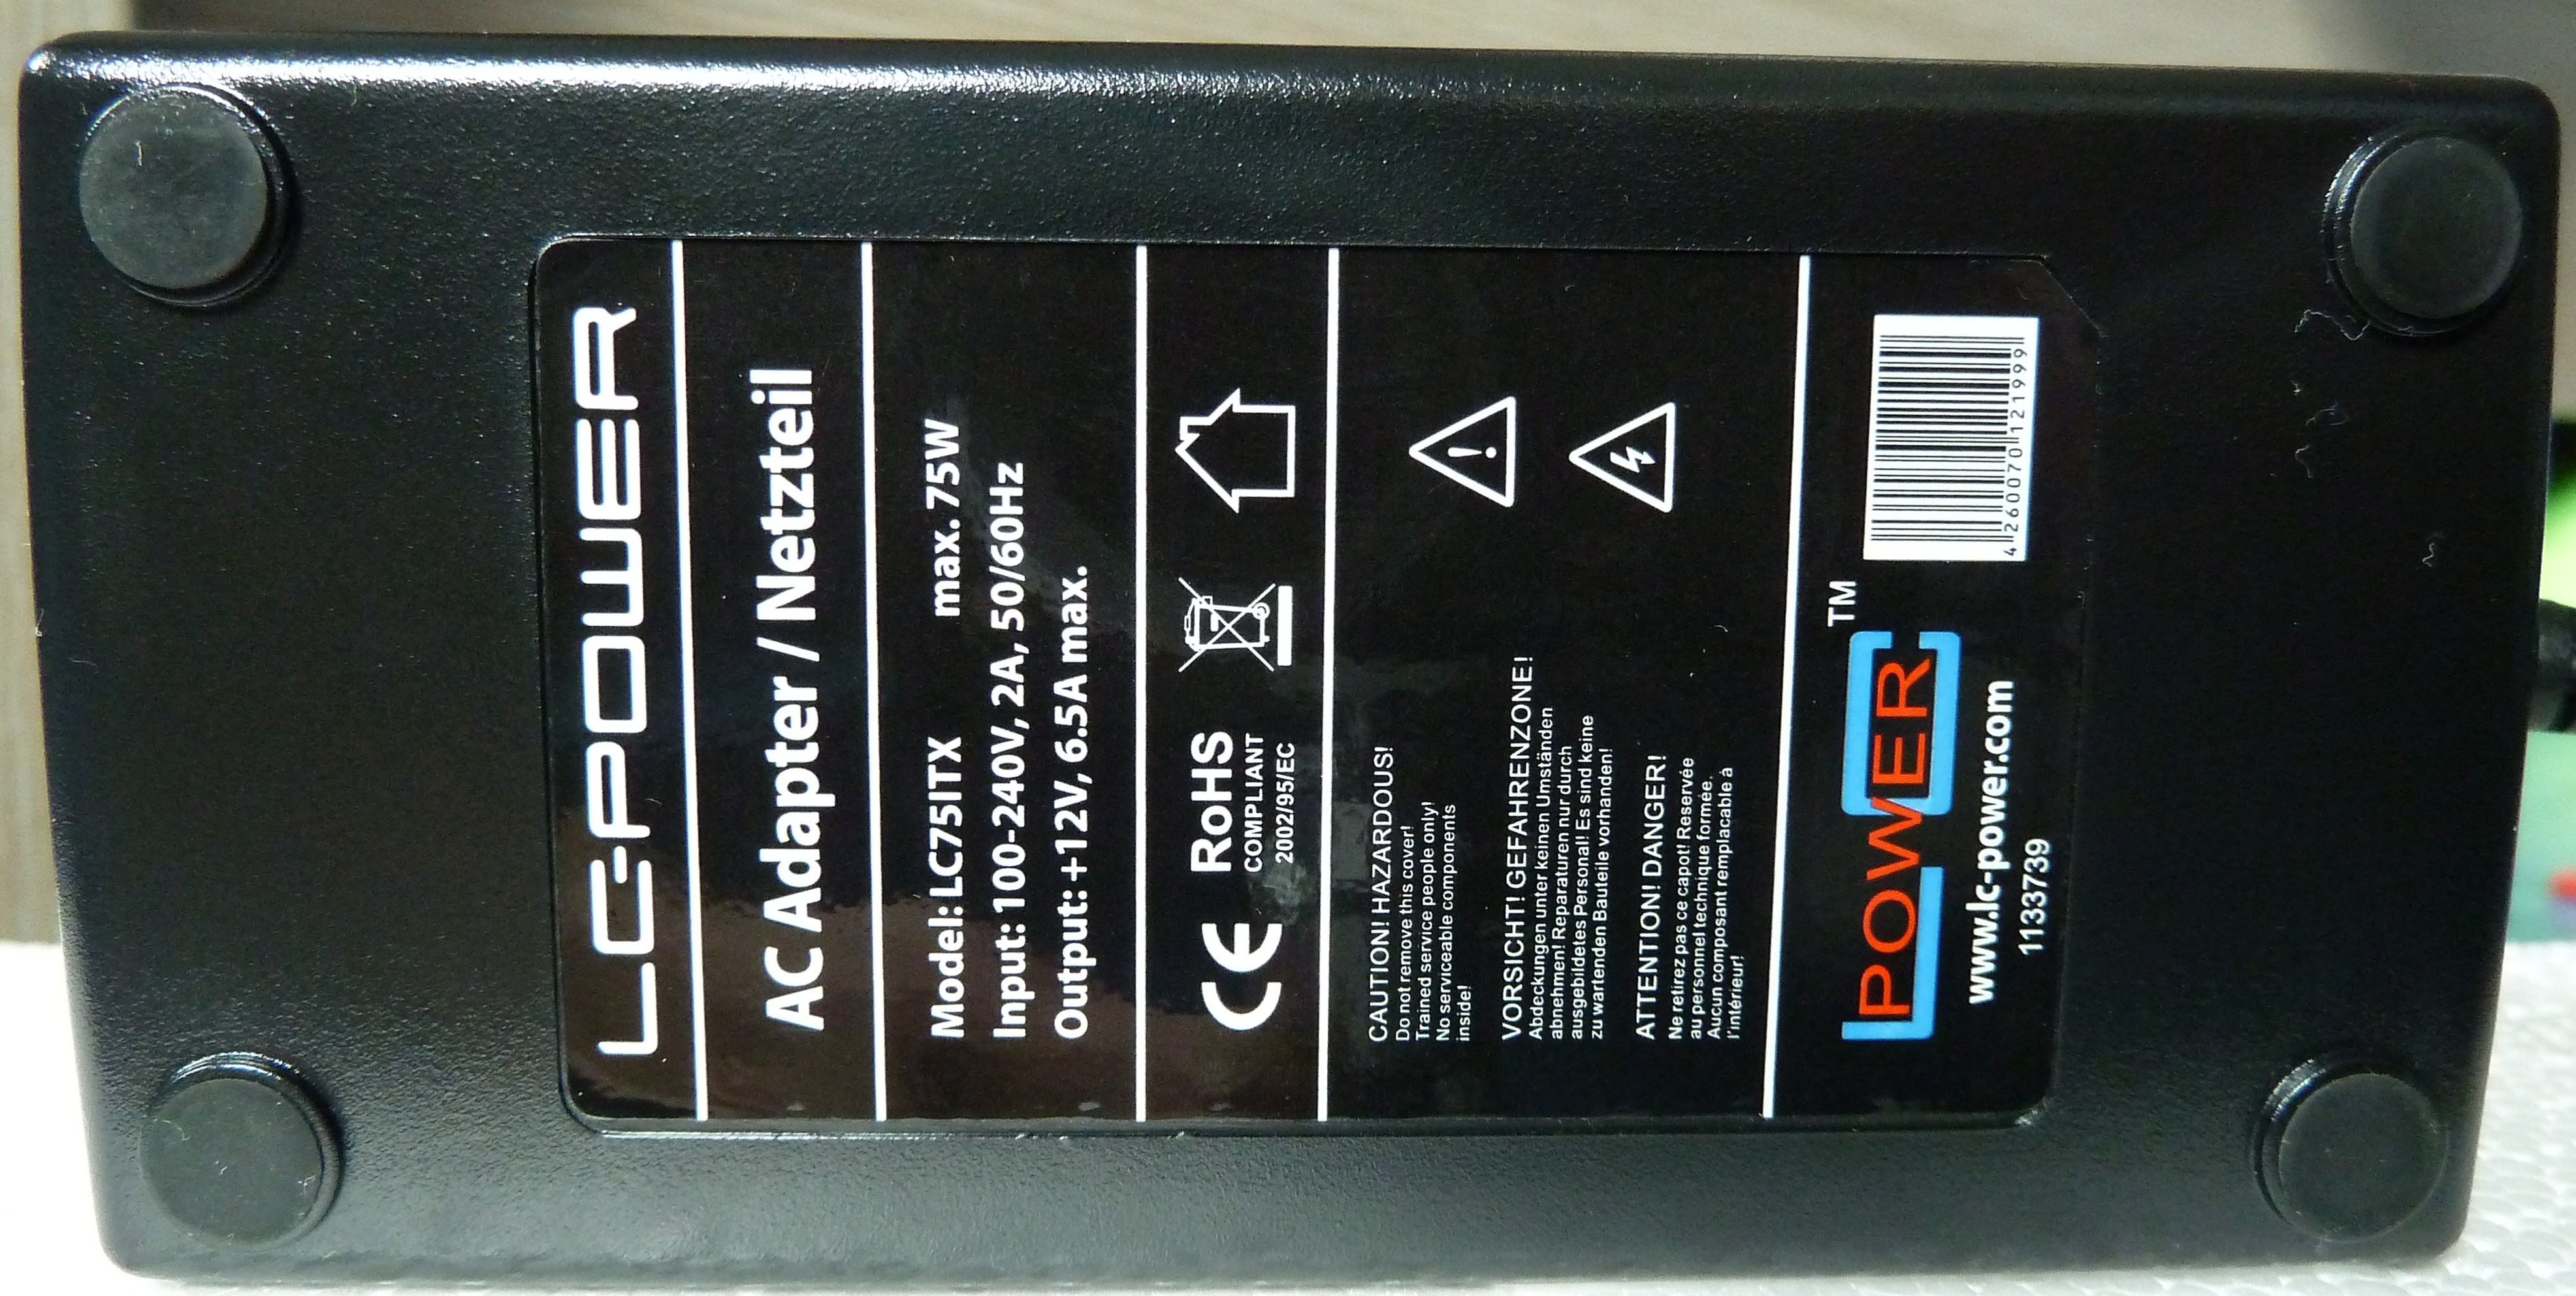 LC-POWER
AC Adapter / Netzteil
Model: LC75ITX max. 75W
Input: 100-240V, 2A, 50/60Hz
Output: +12V, 6.5A max.
CE RoHS
COMPLIANT
2002/95/EC
CAUTION! HAZARDOUS!
Do not remove this cover!
Trained service people only!
No serviceable components
inside!
VORSICHT! GEFAHRENZONE!
Abdeckungen unter keinen Umständen
abnehmen! Reparaturen nur durch
ausgebildetes Personal! Es sind keine
zu wartenden Bauteile vorhanden!
ATTENTION! DANGER!
Ne retirez pas ce capot! Reservée
au personnel technique formée.
Aucun composant remplacable à
l'intérieur!
POWER TM
www.lc-power.com
1133739
4 260070 121999